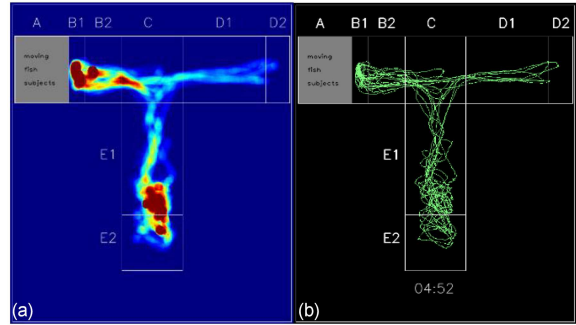 A B1 B2 C D1 D2
moving
fish
subjects
E1
E2
(a)
A B1 B2 C D1 D2
moving
fish
subjects
E1
E2
04:52
(b)